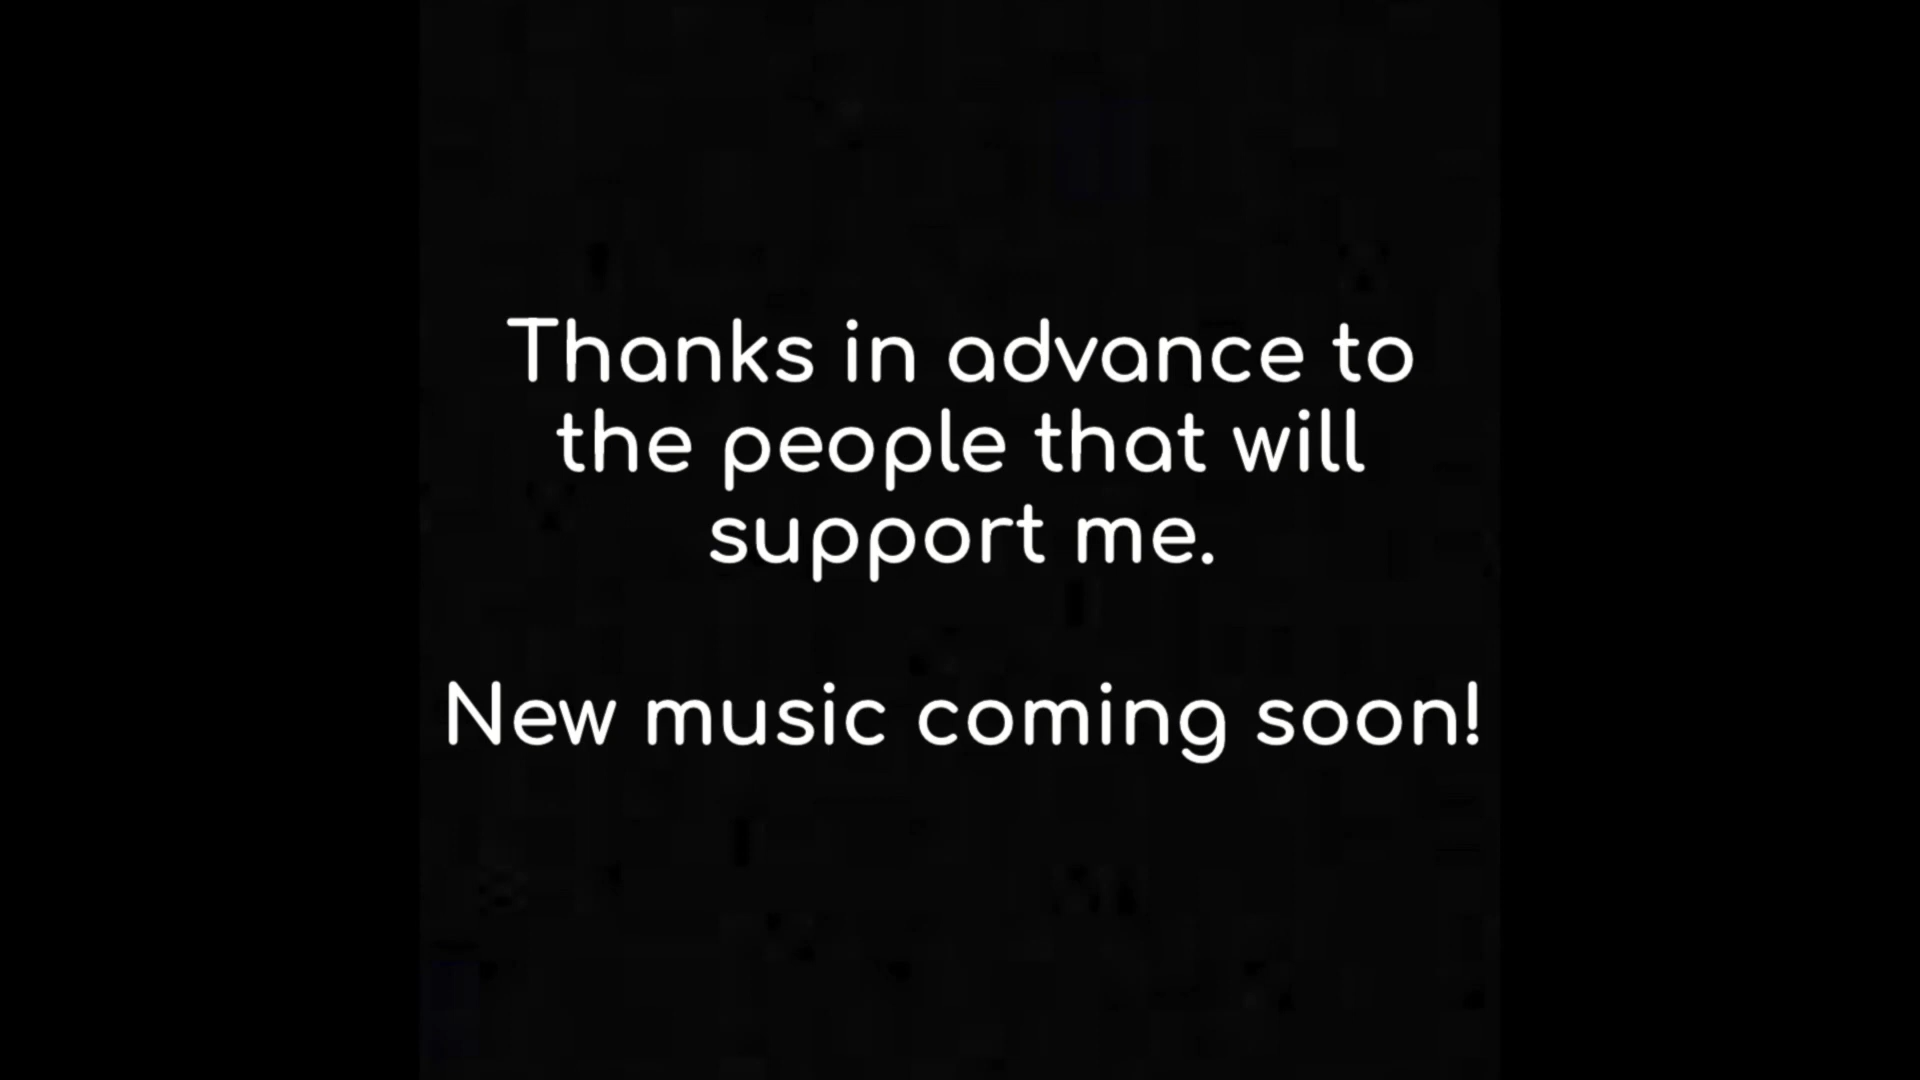 Thanks in advance to
the people that will
support me.
New music coming soon!